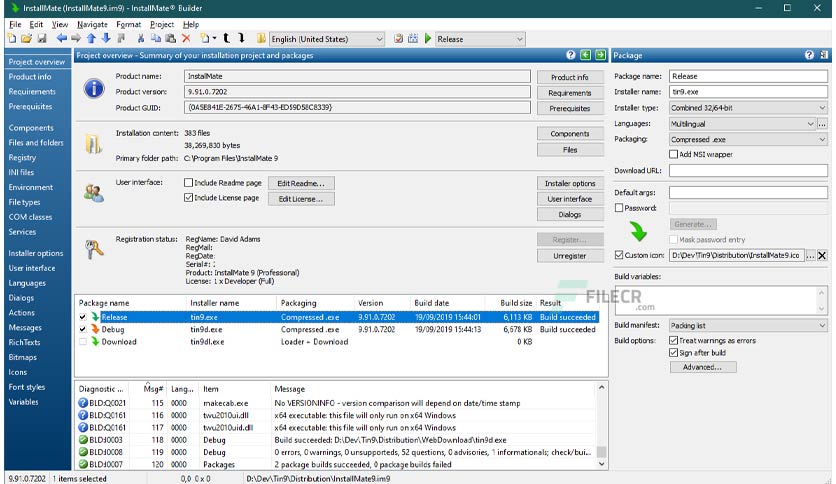 InstallMate (InstallMate9.im9) - InstallMate® Builder
File Edit View Navigate Format Project Help
English (United States) Release
Project overview
Product info
Requirements
Prerequisites
Components
Files and folders
Registry
INI files
Environment
File types
COM classes
Services
Installer options
User interface
Languages
Dialogs
Actions
Messages
RichTexts
Bitmaps
Icons
Font styles
Variables
Project overview - Summary of your installation project and packages
Product name: InstallMate Product info
Product version: 9.91.0.7202 Requirements
Product GUID: {0A5E841E-2675-46A1-8F43-ED59D58C8339} Prerequisites
Installation content: 383 files Components
38,269,830 bytes Files
Primary folder path: C:\Program Files\InstallMate 9
User interface: Include Readme page Edit Readme... Installer options
Include License page Edit License... User interface
Dialogs
Registration status: RegName: David Adams Register...
RegMail:
RegDate: Unregister
Serial#: :
Product: InstallMate 9 (Professional)
License: 1 x Developer (Full)
Package name Installer name Packaging Version Build date Build size Result
Release tin9.exe Compressed .exe 9.91.0.7202 19/09/2019 15:44:01 6,113 KB Build succeeded
Debug tin9d.exe Compressed .exe 9.91.0.7202 19/09/2019 15:44:13 6,678 KB Build succeeded
Download tin9dl.exe Loader + Download 0 KB
Diagnostic ... Msg# Lang... Item Message
BLD:Q0021 115 0000 makecab.exe No VERSIONINFO - version comparison will depend on date/time stamp
BLD:Q0161 116 0000 twu2010uid.dll x64 executable: this file will only run on x64 Windows
BLD:Q0161 117 0000 twu2010ui.dll x64 executable: this file will only run on x64 Windows
BLD:J0003 118 0000 Debug Build succeeded: D:\Dev\Tin9\Distribution\WebDownload\tin9d.exe
BLD:J0008 119 0000 Debug 0 errors, 0 warnings, 0 unsupporteds, 52 questions, 0 advisories, 1 informationals; check/bui...
BLD:J0007 120 0000 Packages 2 package builds succeeded, 0 package builds failed
Package
Package name: Release
Installer name: tin9.exe
Installer type: Combined 32/64-bit
Languages: Multilingual ...
Packaging: Compressed .exe
Add MSI wrapper
Download URL:
Default args:
Password:
Generate...
Mask password entry
Custom icon: D:\Dev\Tin9\Distribution\InstallMate9.ico ...
Build variables:
Build manifest: Packing list
Build options: Treat warnings as errors
Sign after build
Advanced...
FILECR
.com
9.91.0.7202 1 items selected 0,0 0 x 0 D:\Dev\Tin9\Distribution\InstallMate9.im9